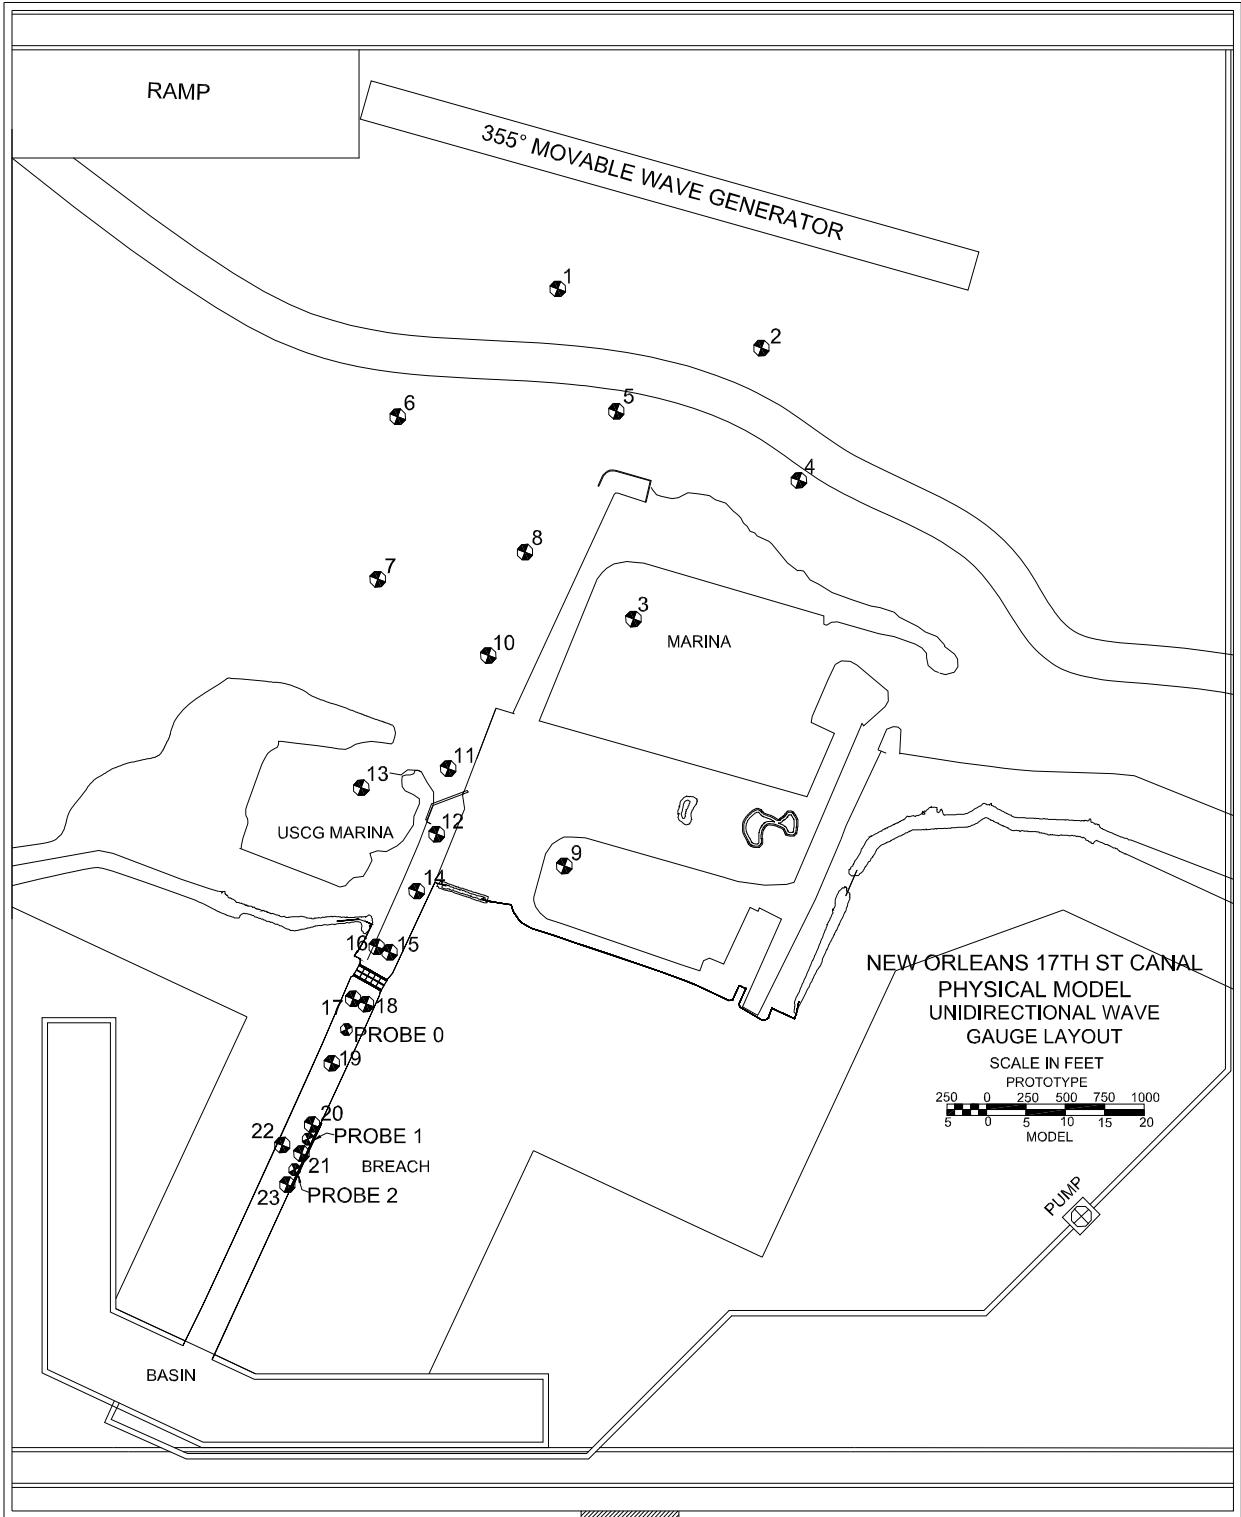 RAMP
355° MOVABLE WAVE GENERATOR
1
2
5
6
4
8
7
3
MARINA
10
11
13
USCG MARINA
12
9
14
16
15
NEW ORLEANS 17TH ST CANAL
PHYSICAL MODEL
UNIDIRECTIONAL WAVE
GAUGE LAYOUT
SCALE IN FEET
PROTOTYPE
250 0 250 500 750 1000
5 0 5 10 15 20
MODEL
17
18
PROBE 0
19
20
22
PROBE 1
21
BREACH
23
PROBE 2
PUMP
BASIN